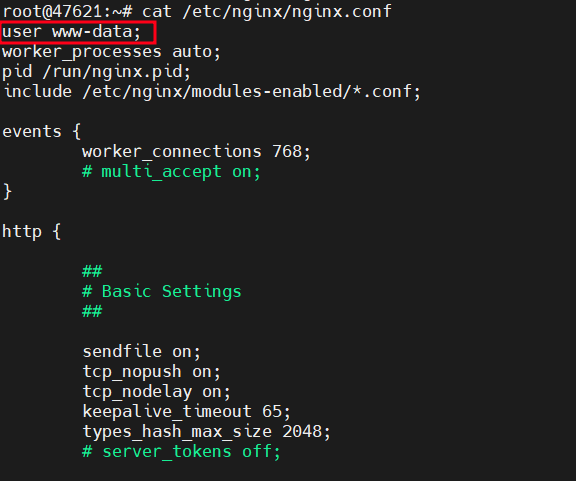 root@47621:~# cat /etc/nginx/nginx.conf
user www-data;
worker_processes auto;
pid /run/nginx.pid;
include /etc/nginx/modules-enabled/*.conf;

events {
        worker_connections 768;
        # multi_accept on;
}

http {

        ##
        # Basic Settings
        ##

        sendfile on;
        tcp_nopush on;
        tcp_nodelay on;
        keepalive_timeout 65;
        types_hash_max_size 2048;
        # server_tokens off;